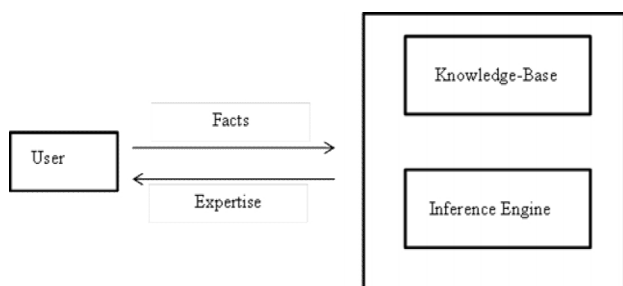 Knowledge-Base
Facts
User
Expertise
Inference Engine